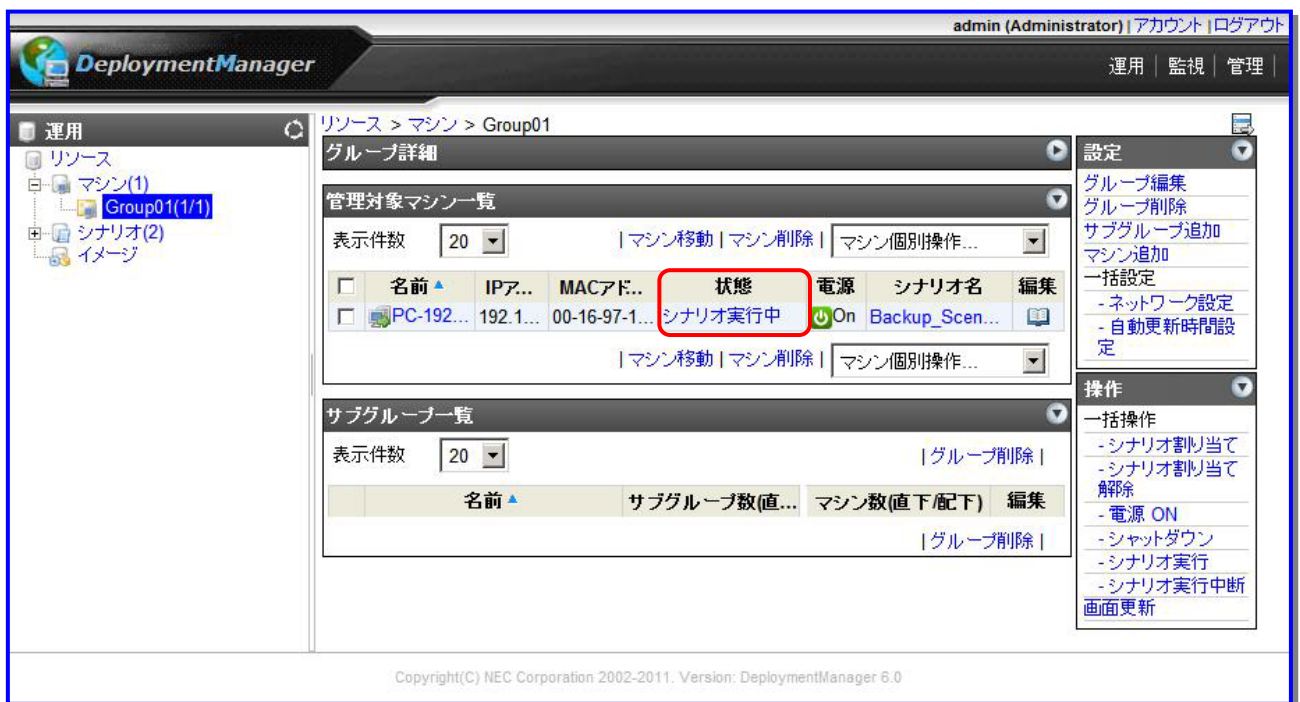 admin (Administrator) | アカウント | ログアウト
DeploymentManager
運用 | 監視 | 管理 |
運用
リソース
マシン(1)
Group01(1/1)
シナリオ(2)
イメージ
リソース > マシン > Group01
グループ詳細
管理対象マシン一覧
表示件数 20 | マシン移動 | マシン削除 | マシン個別操作...
名前 IPア... MACアド... 状態 電源 シナリオ名 編集
PC-192... 192.1... 00-16-97-1... シナリオ実行中 On Backup_Scen...
| マシン移動 | マシン削除 | マシン個別操作...
サブグループ一覧
表示件数 20 | グループ削除 |
名前 サブグループ数(直... マシン数(直下/配下) 編集
| グループ削除 |
設定
グループ編集
グループ削除
サブグループ追加
マシン追加
一括設定
- ネットワーク設定
- 自動更新時間設
定
操作
一括操作
- シナリオ割り当て
- シナリオ割り当て
解除
- 電源 ON
- シャットダウン
- シナリオ実行
- シナリオ実行中断
画面更新
Copyright(C) NEC Corporation 2002-2011. Version: DeploymentManager 6.0